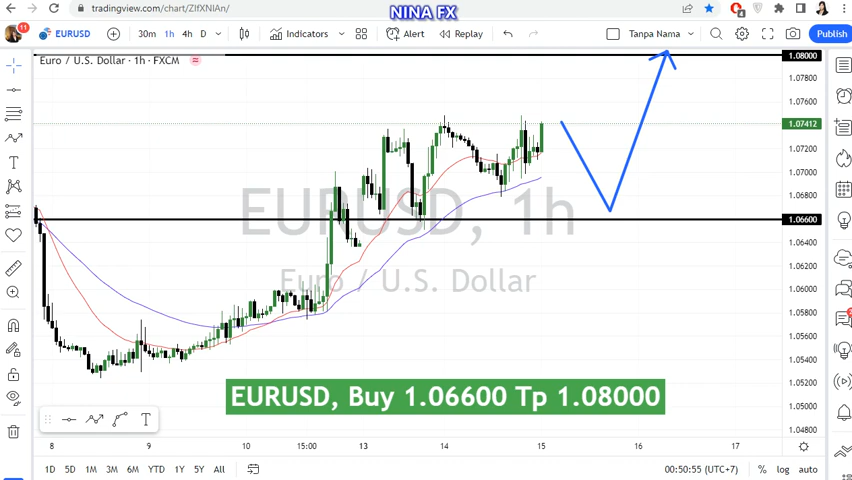 NINA FX
tradingview.com/chart/ZIfXNIAn/
11
4
EURUSD
30m 1h 4h D
Indicators
Alert
Replay
Tanpa Nama
Publish
Euro / U.S. Dollar · 1h · FXCM
1.08000
1.07800
1.07600
1.07412
1.07200
1.07000
1.06800
1.06600
1.06400
1.06200
1.06000
1.05800
1.05600
1.05400
1.05200
1.05000
1.04800
EURUSD, 1h
Euro / U.S. Dollar
EURUSD, Buy 1.06600 Tp 1.08000
T
8 9 10 15:00 13 14 15 16 17
1D 5D 1M 3M 6M YTD 1Y 5Y All
00:50:55 (UTC+7)
% log auto